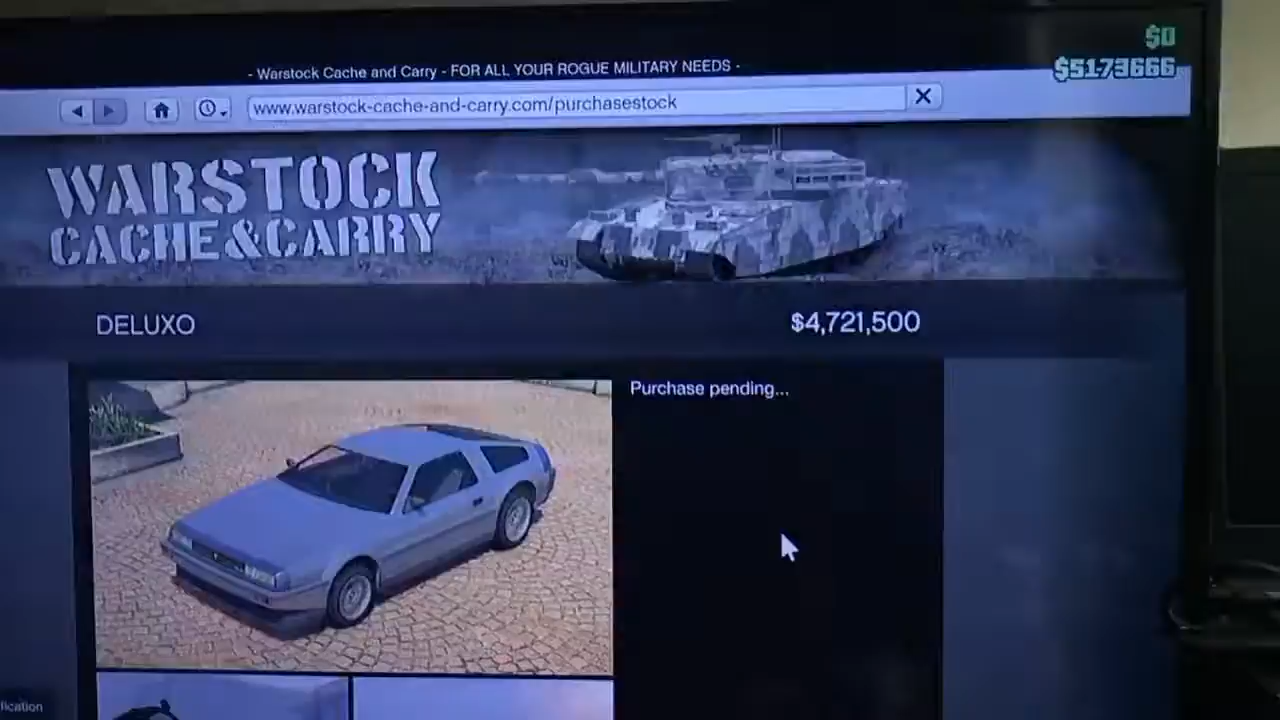 $0
$5173666
- Warstock Cache and Carry - FOR ALL YOUR ROGUE MILITARY NEEDS -
www.warstock-cache-and-carry.com/purchasestock
WARSTOCK
CACHE&CARRY
DELUXO
$4,721,500
Purchase pending...
lication